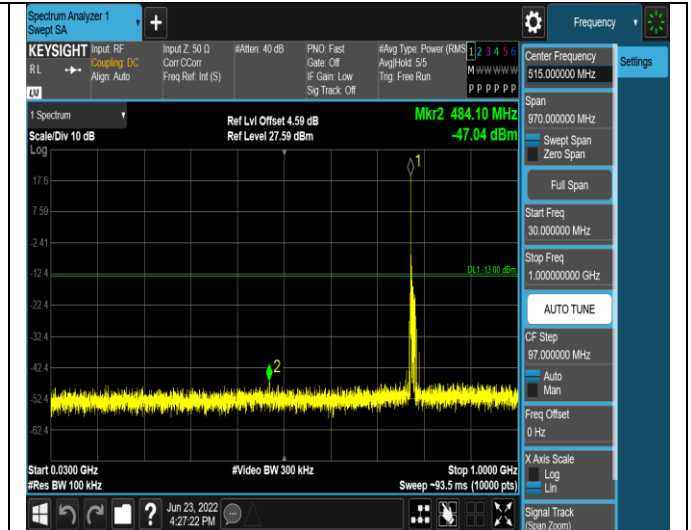 Spectrum Analyzer 1
Swept SA
Frequency
KEYSIGHT
Input: RF
Coupling: DC
Align: Auto
Input Z: 50 Ω
Corr CCorr
Freq Ref: Int (S)
#Atten: 40 dB
PNO: Fast
Gate: Off
IF Gain: Low
Sig Track: Off
#Avg Type: Power (RMS
Avg|Hold: 5/5
Trig: Free Run
1 2 3 4 5 6
M W W W W W
P P P P P P
RL
LXI
1 Spectrum
Scale/Div 10 dB
Log
Ref Lvl Offset 4.59 dB
Ref Level 27.59 dBm
Mkr2 484.10 MHz
-47.04 dBm
1
17.6
7.59
-2.41
-12.4
DL1 -13.00 dBm
-22.4
-32.4
-42.4
2
-52.4
-62.4
Start 0.0300 GHz
#Res BW 100 kHz
#Video BW 300 kHz
Stop 1.0000 GHz
Sweep ~93.5 ms (10000 pts)
?
Jun 23, 2022
4:27:22 PM
Center Frequency
515.000000 MHz
Settings
Span
970.000000 MHz
Swept Span
Zero Span
Full Span
Start Freq
30.000000 MHz
Stop Freq
1.000000000 GHz
AUTO TUNE
CF Step
97.000000 MHz
Auto
Man
Freq Offset
0 Hz
X Axis Scale
Log
Lin
Signal Track
(Span Zoom)